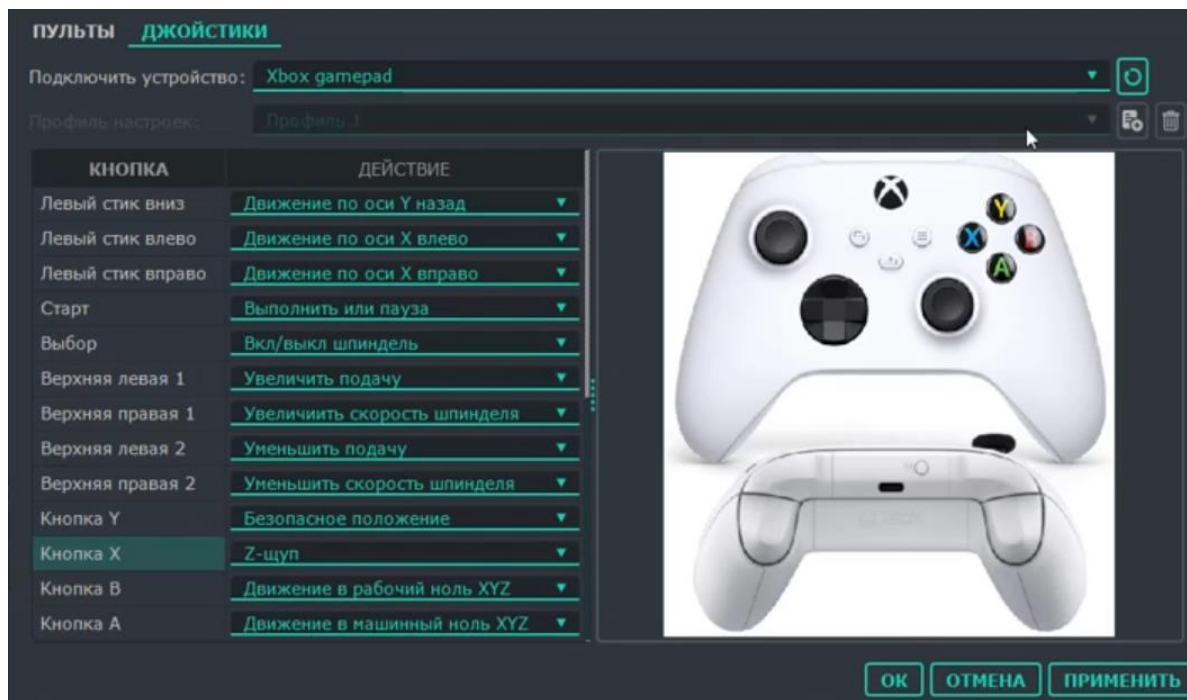 ПУЛЬТЫ ДЖОЙСТИКИ
Подключить устройство: Xbox gamepad
Профиль настроек: Профиль 1
КНОПКА ДЕЙСТВИЕ
Левый стик вниз Движение по оси Y назад
Левый стик влево Движение по оси X влево
Левый стик вправо Движение по оси X вправо
Старт Выполнить или пауза
Выбор Вкл/выкл шпиндель
Верхняя левая 1 Увеличить подачу
Верхняя правая 1 Увеличиить скорость шпинделя
Верхняя левая 2 Уменьшить подачу
Верхняя правая 2 Уменьшить скорость шпинделя
Кнопка Y Безопасное положение
Кнопка X Z-щуп
Кнопка B Движение в рабочий ноль XYZ
Кнопка A Движение в машинный ноль XYZ
Y
X B
A
ОК ОТМЕНА ПРИМЕНИТЬ